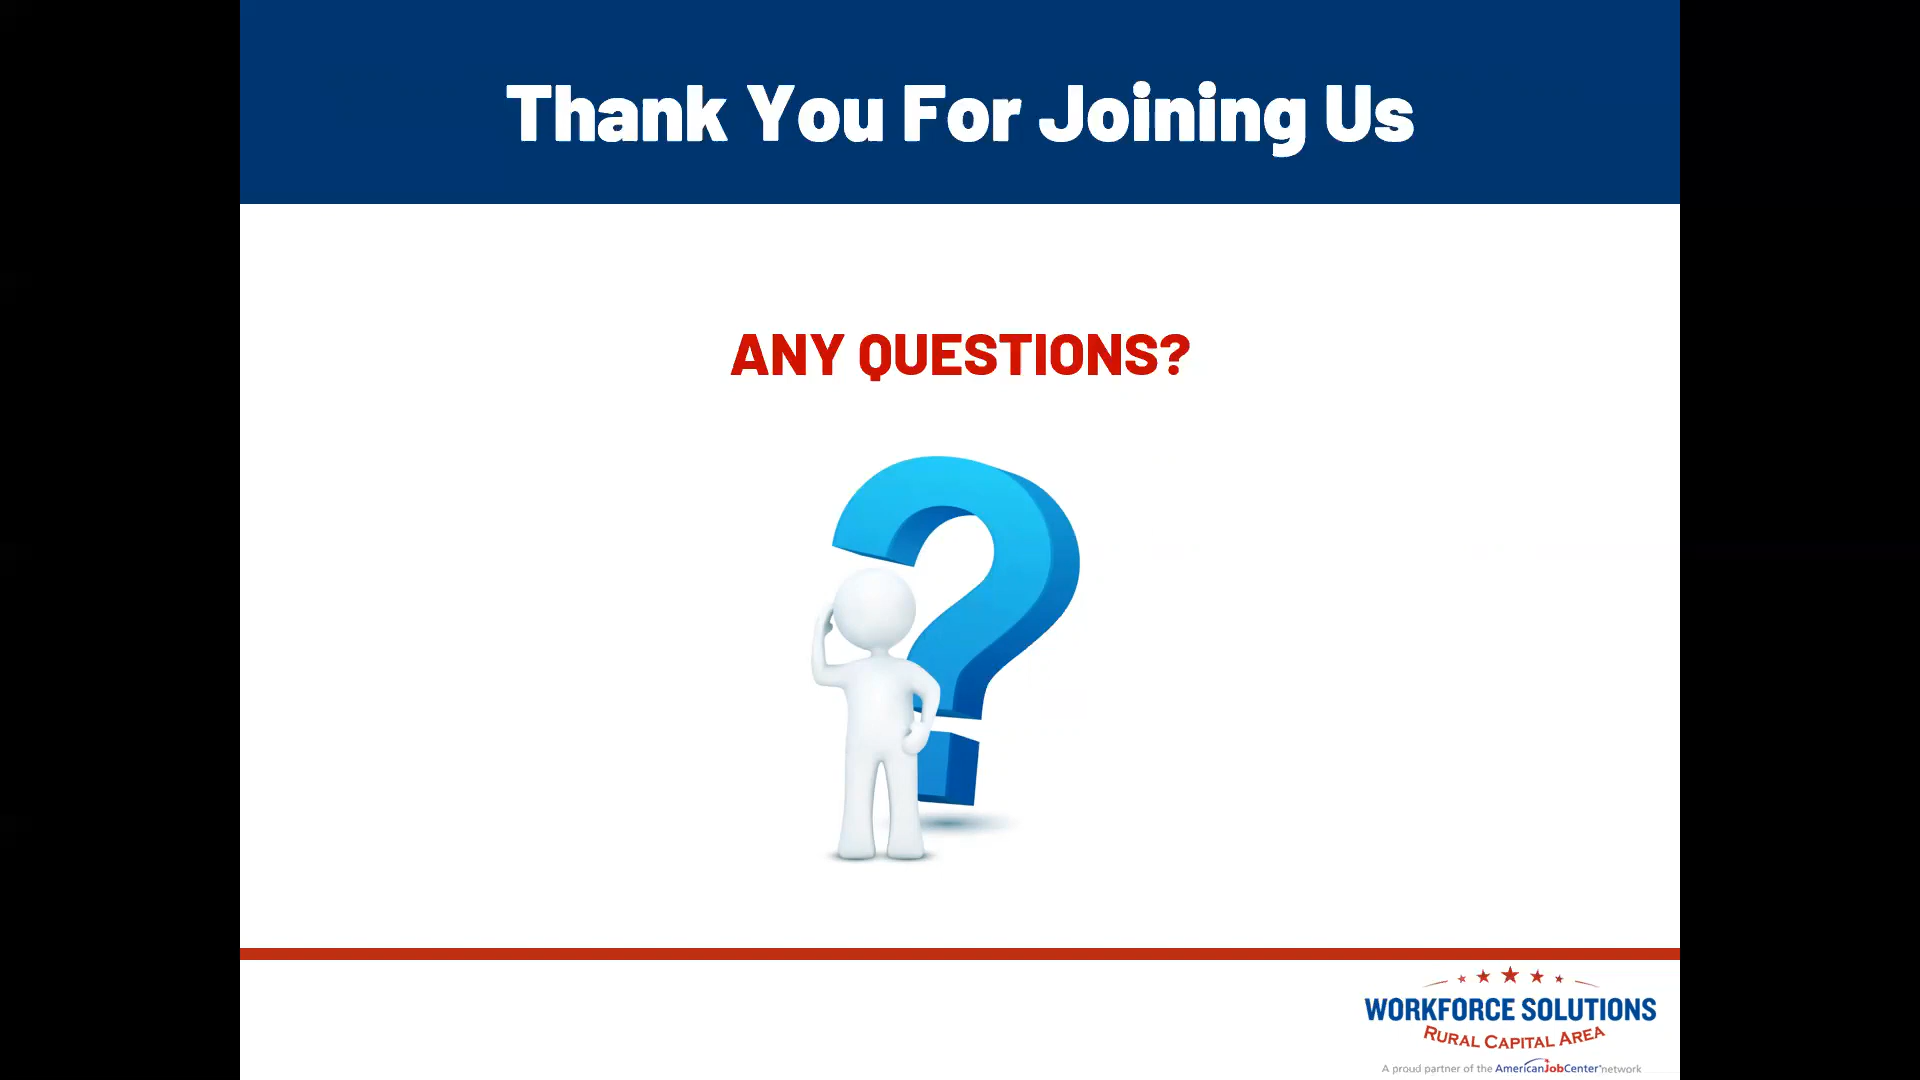 Thank You For Joining Us
ANY QUESTIONS?
WORKFORCE SOLUTIONS
RURAL CAPITAL AREA
A proud partner of the AmericanJobCenter network